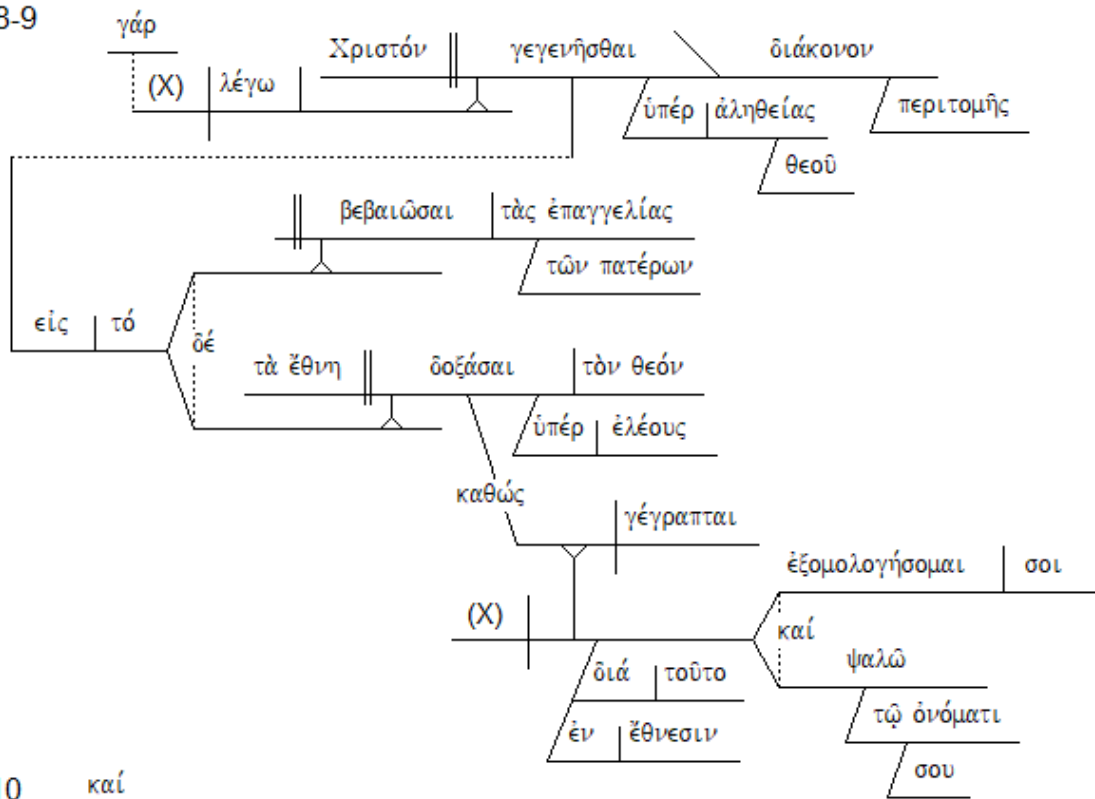 8-9
γάρ
Χριστόν γεγενῆσθαι διάκονον
(X) λέγω
ὑπέρ ἀληθείας περιτομῆς
θεοῦ
βεβαιῶσαι τὰς ἐπαγγελίας
τῶν πατέρων
εἰς τό
δέ
τὰ ἔθνη δοξάσαι τὸν θεόν
ὑπέρ ἐλέους
καθώς
γέγραπται
ἐξομολογήσομαι σοι
(X)
καί
ψαλῶ
διά τοῦτο
τῷ ὀνόματι
ἐν ἔθνεσιν
σου
10 καί